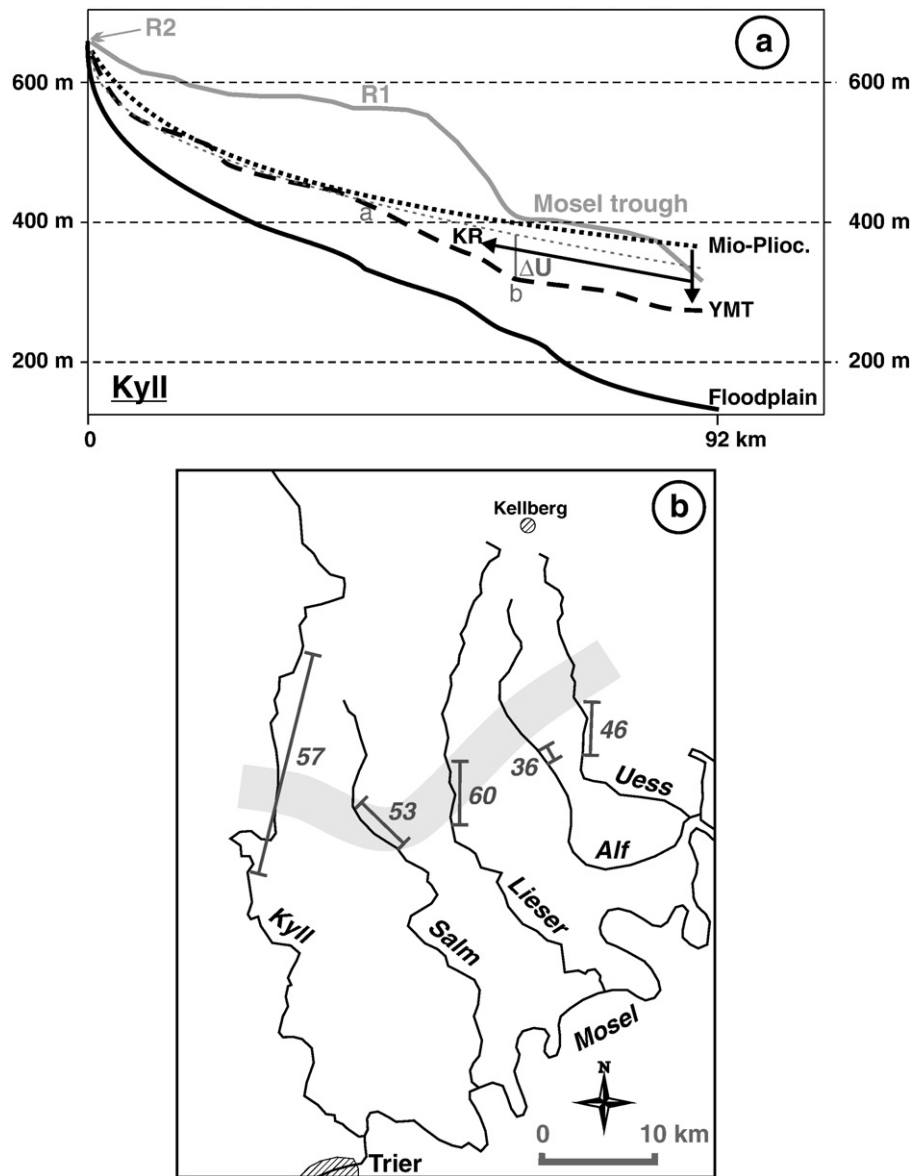 R2
a
600 m
600 m
R1
Mosel trough
400 m
400 m
a
KR
Mio-Plioc.
ΔU
b
YMT
200 m
200 m
Kyll
Floodplain
0
92 km
b
Kellberg
57
46
36
53
60
Uess
Alf
Kyll
Salm
Lieser
Mosel
N
0
10 km
Trier